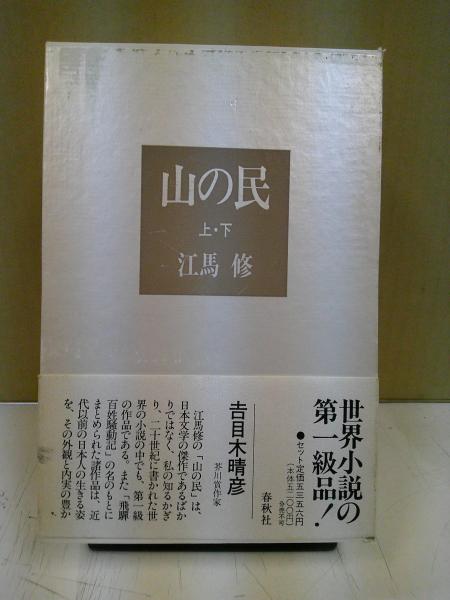 山の民
上・下
江馬 修
世界小説の
第一級品!
●セット定価五三五六円
(本体五二〇〇円)
分売不可
春秋社
吉目木晴彦
芥川賞作家
江馬修の「山の民」は、
日本文学の傑作であるばか
りではなく、私の知るかぎ
り、二十世紀に書かれた世
界の小説の中でも、第一級
の作品である。また「飛騨
百姓騒動記」の名のもとに
まとめられた諸作品は、近
代以前の日本人の生きる姿
を、その外観と内実の豊か